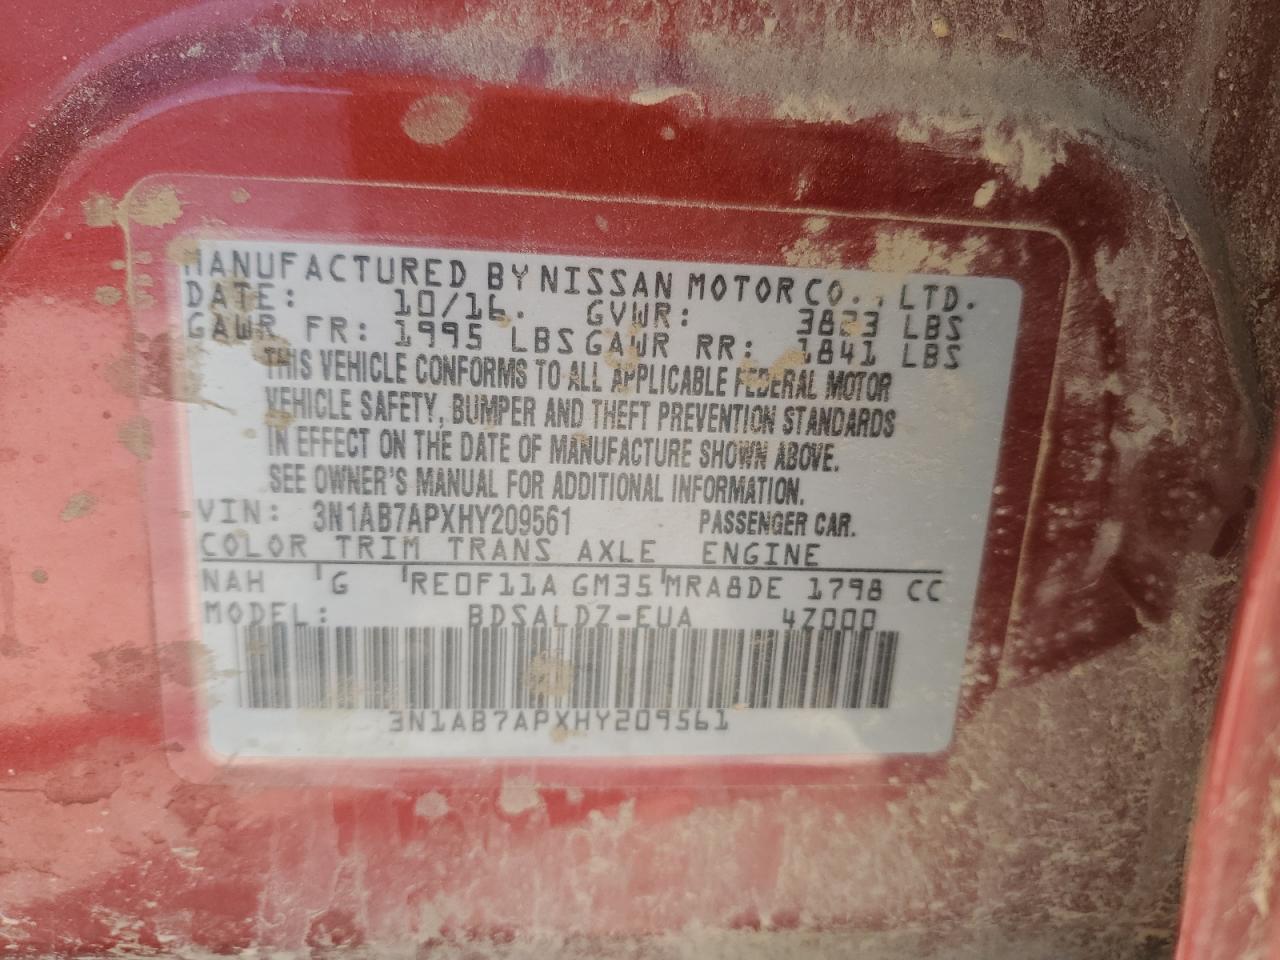 MANUFACTURED BY NISSAN MOTOR CO., LTD.
DATE: 10/16. GVWR: 3823 LBS
GAWR FR: 1995 LBS GAWR RR: 1841 LBS
THIS VEHICLE CONFORMS TO ALL APPLICABLE FEDERAL MOTOR
VEHICLE SAFETY, BUMPER AND THEFT PREVENTION STANDARDS
IN EFFECT ON THE DATE OF MANUFACTURE SHOWN ABOVE.
SEE OWNER'S MANUAL FOR ADDITIONAL INFORMATION.
VIN: 3N1AB7APXHY209561 PASSENGER CAR.
COLOR TRIM TRANS AXLE ENGINE
NAH 'G 'RE0F11A GM35'MRA8DE 1798 CC
MODEL: BDSALDZ-EUA 4Z000
3N1AB7APXHY209561